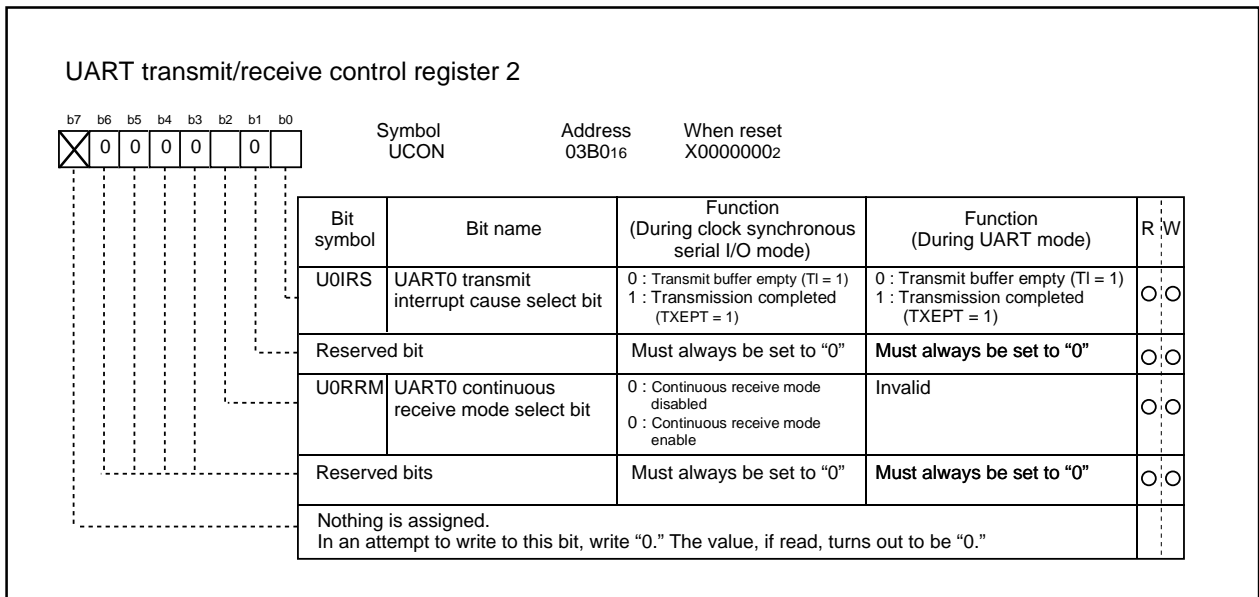 UART transmit/receive control register 2
b7 b6 b5 b4 b3 b2 b1 b0
0 0 0 0 0
Symbol Address When reset
UCON 03B016 X00000002
Bit symbol
Bit name
Function
(During clock synchronous
serial I/O mode)
Function
(During UART mode)
R W
U0IRS
UART0 transmit
interrupt cause select bit
0 : Transmit buffer empty (TI = 1)
1 : Transmission completed
(TXEPT = 1)
0 : Transmit buffer empty (TI = 1)
1 : Transmission completed
(TXEPT = 1)
Reserved bit
Must always be set to “0”
Must always be set to “0”
U0RRM
UART0 continuous
receive mode select bit
0 : Continuous receive mode
disabled
0 : Continuous receive mode
enable
Invalid
Reserved bits
Must always be set to “0”
Must always be set to “0”
Nothing is assigned.
In an attempt to write to this bit, write “0.” The value, if read, turns out to be “0.”